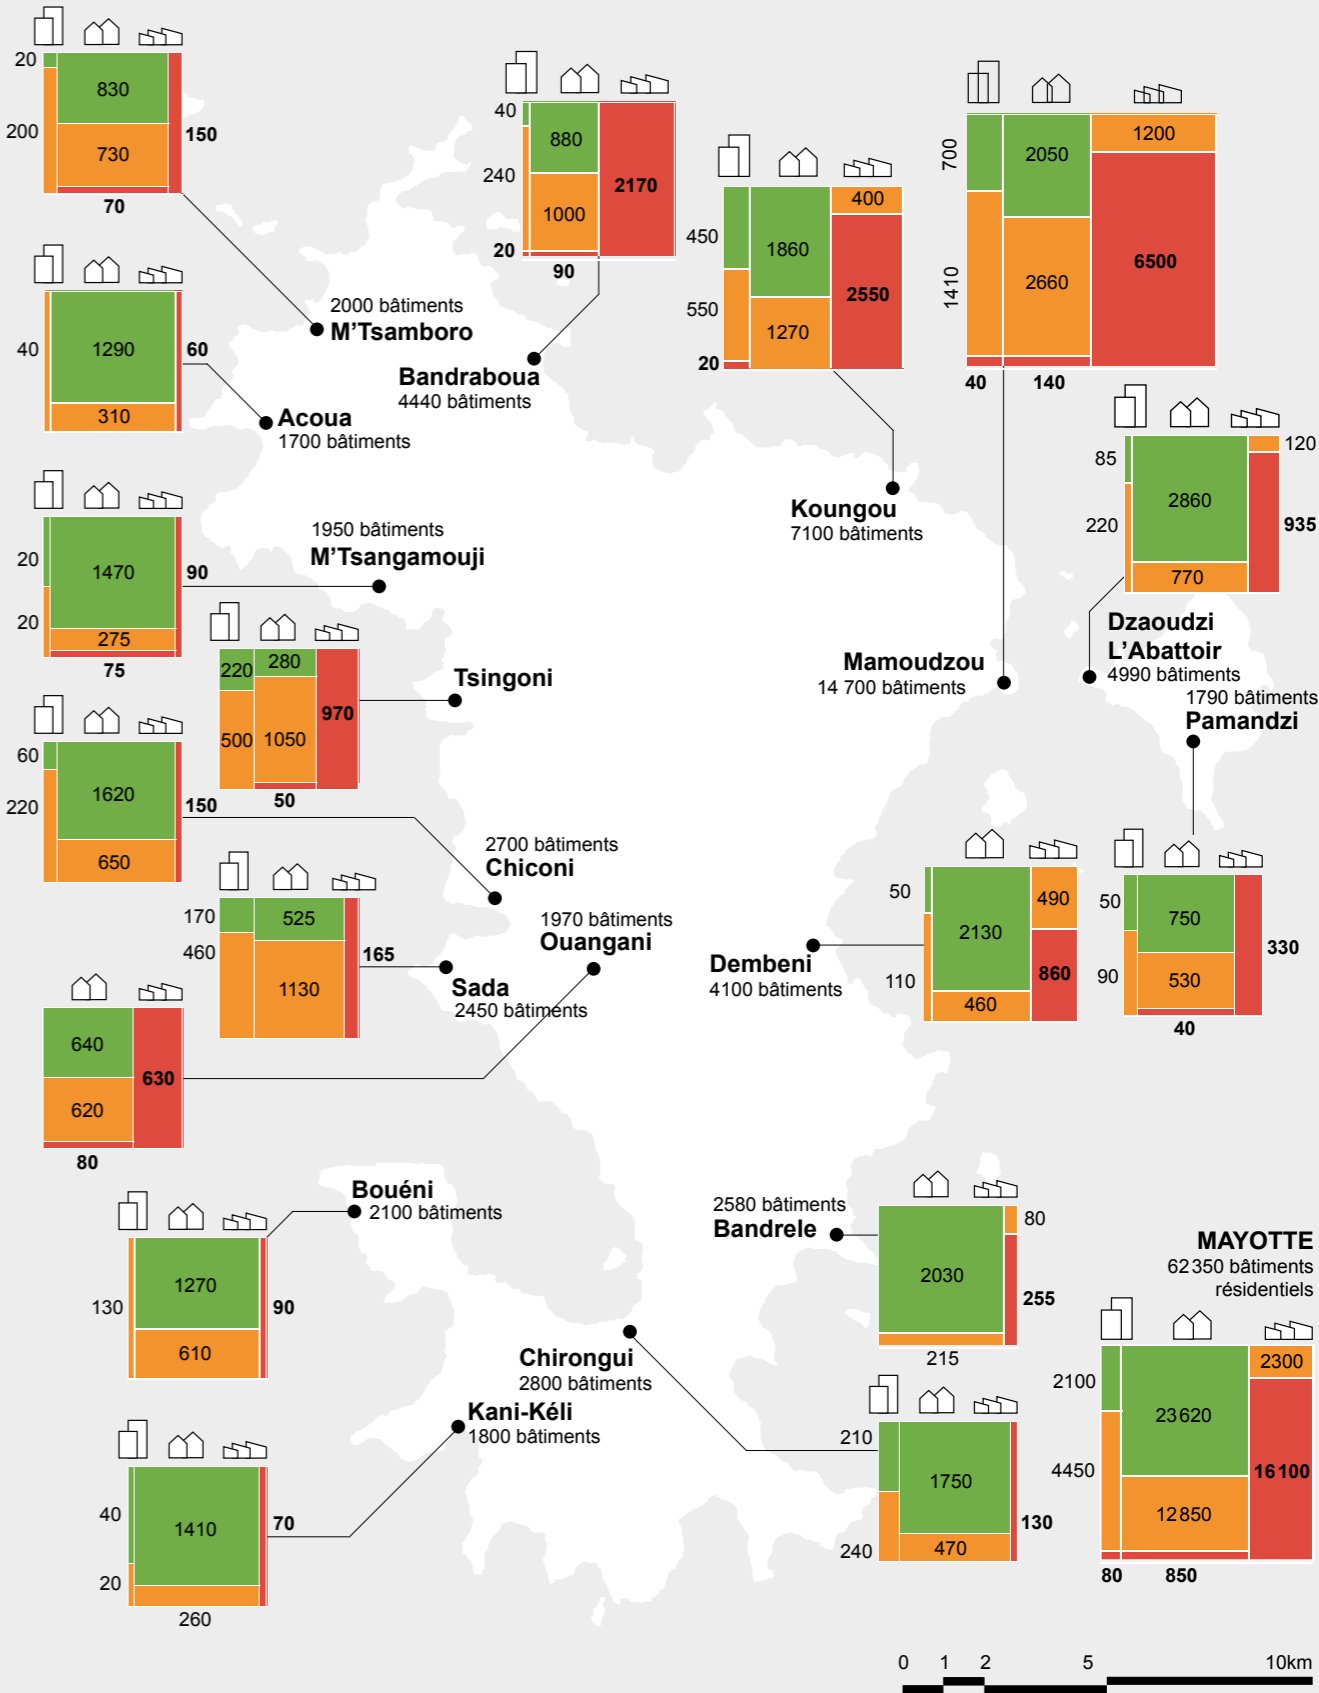 20
830
200
730
150
70
2000 bâtiments
M'Tsamboro
40
880
240
1000
2170
20
90
Bandraboua
4440 bâtiments
450
1860
400
550
1270
2550
20
Koungou
7100 bâtiments
700
2050
1200
1410
2660
6500
40
140
Mamoudzou
14 700 bâtiments
40
1290
60
310
Acoua
1700 bâtiments
85
2860
120
220
770
935
Dzaoudzi
L'Abattoir
4990 bâtiments
1790 bâtiments
Pamandzi
20
1470
90
20
275
75
1950 bâtiments
M'Tsangamouji
220
280
970
500
1050
50
Tsingoni
60
1620
220
150
650
2700 bâtiments
Chiconi
170
525
460
165
1130
Sada
2450 bâtiments
1970 bâtiments
Ouangani
640
630
620
80
50
2130
490
110
860
460
Dembeni
4100 bâtiments
50
750
330
90
530
40
Bouéni
2100 bâtiments
1270
130
90
610
2580 bâtiments
Bandrele
2030
80
255
215
MAYOTTE
62 350 bâtiments
résidentiels
2100
23 620
2300
4450
16 100
12 850
80
850
Chirongui
2800 bâtiments
210
1750
130
240
470
Kani-Kéli
1800 bâtiments
40
1410
70
20
260
0 1 2 5 10km